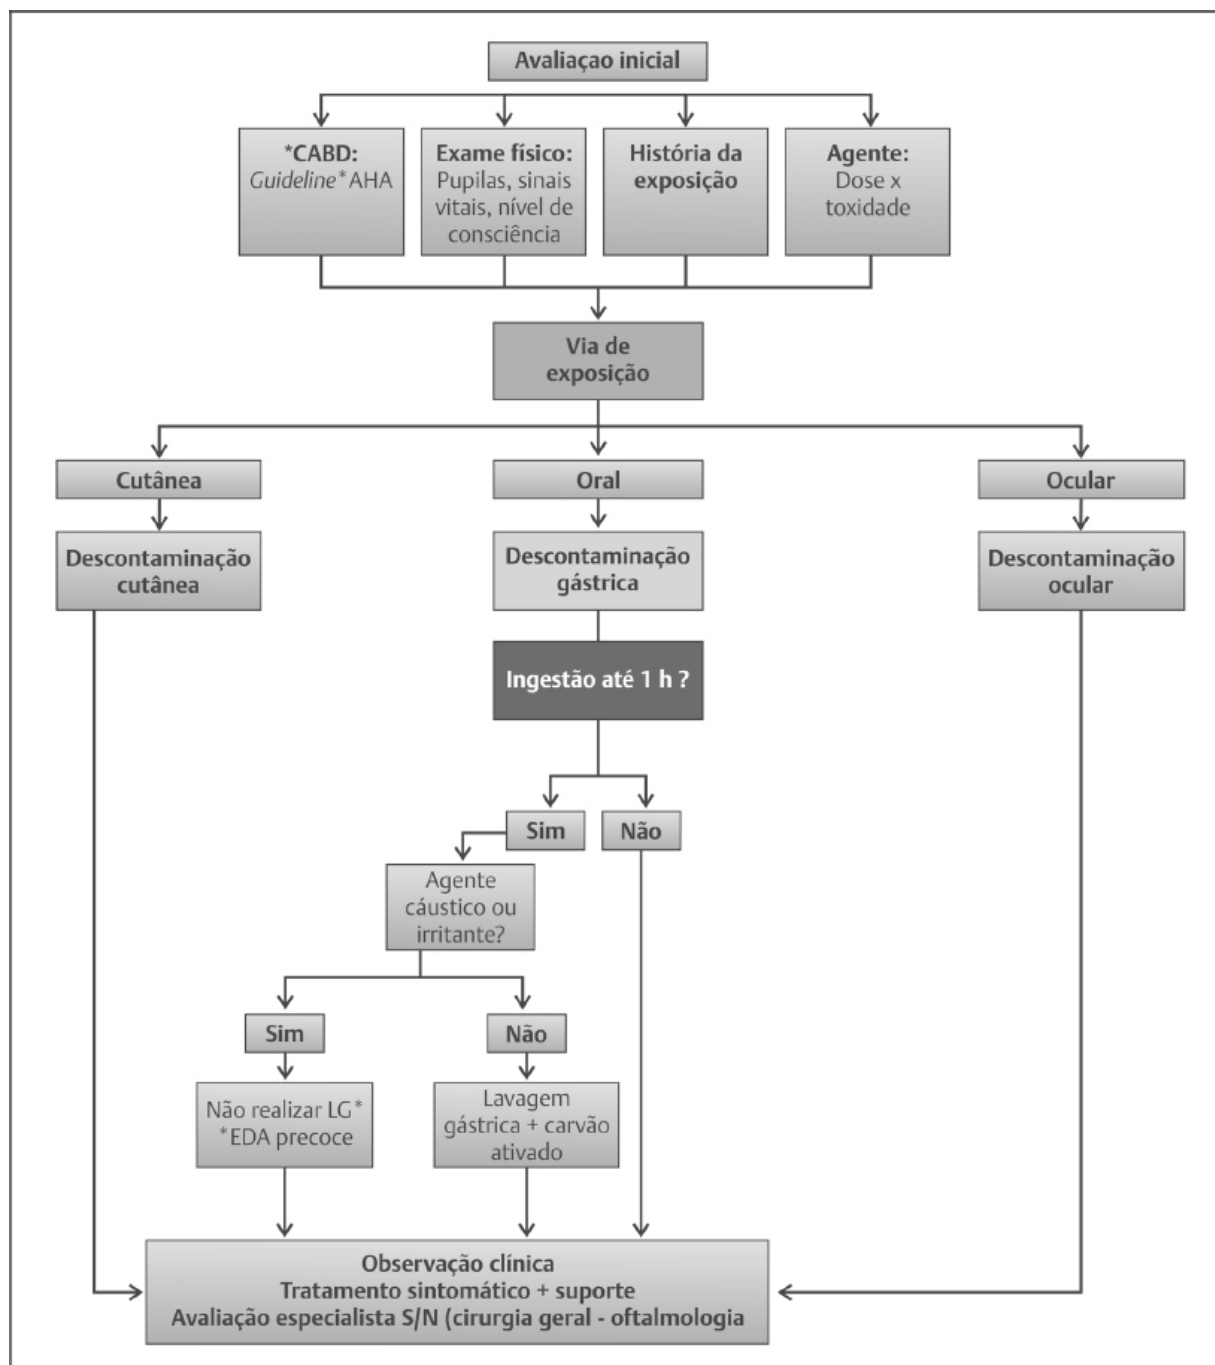 Avaliaçao inicial
*CABD:
Guideline* AHA
Exame físico:
Pupilas, sinais
vitais, nível de
consciência
História da
exposição
Agente:
Dose x
toxidade
Via de
exposição
Cutânea
Oral
Ocular
Descontaminação
cutânea
Descontaminação
gástrica
Descontaminação
ocular
Ingestão até 1 h ?
Sim
Não
Agente
cáustico ou
irritante?
Sim
Não
Não realizar LG*
*EDA precoce
Lavagem
gástrica + carvão
ativado
Observação clínica
Tratamento sintomático + suporte
Avaliação especialista S/N (cirurgia geral - oftalmologia